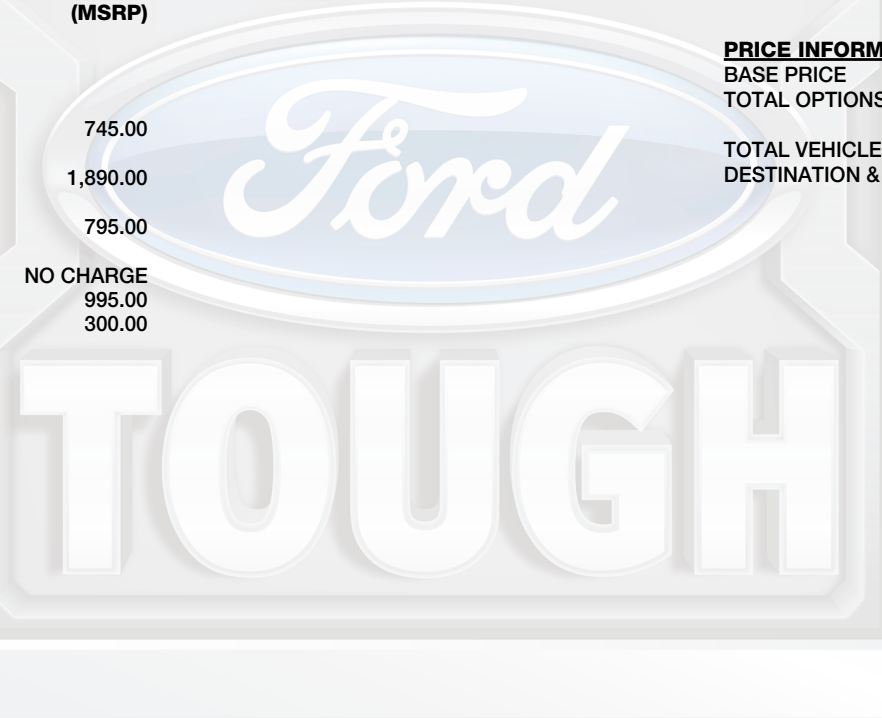 (MSRP)
745.00
1,890.00
795.00
NO CHARGE
995.00
300.00
PRICE INFORM
BASE PRICE
TOTAL OPTIONS
TOTAL VEHICLE
DESTINATION &
Ford
TOUGH